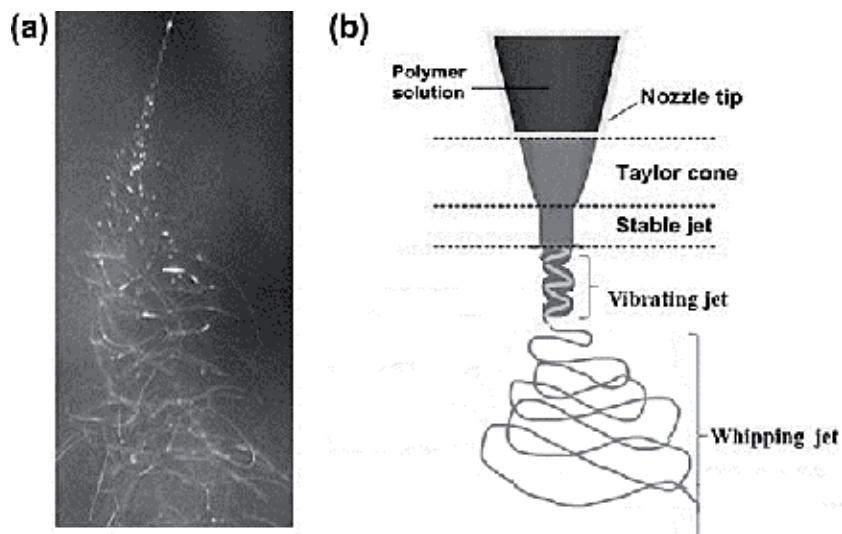 (a)
(b)
Polymer
solution
Nozzle tip
Taylor cone
Stable jet
Vibrating jet
Whipping jet